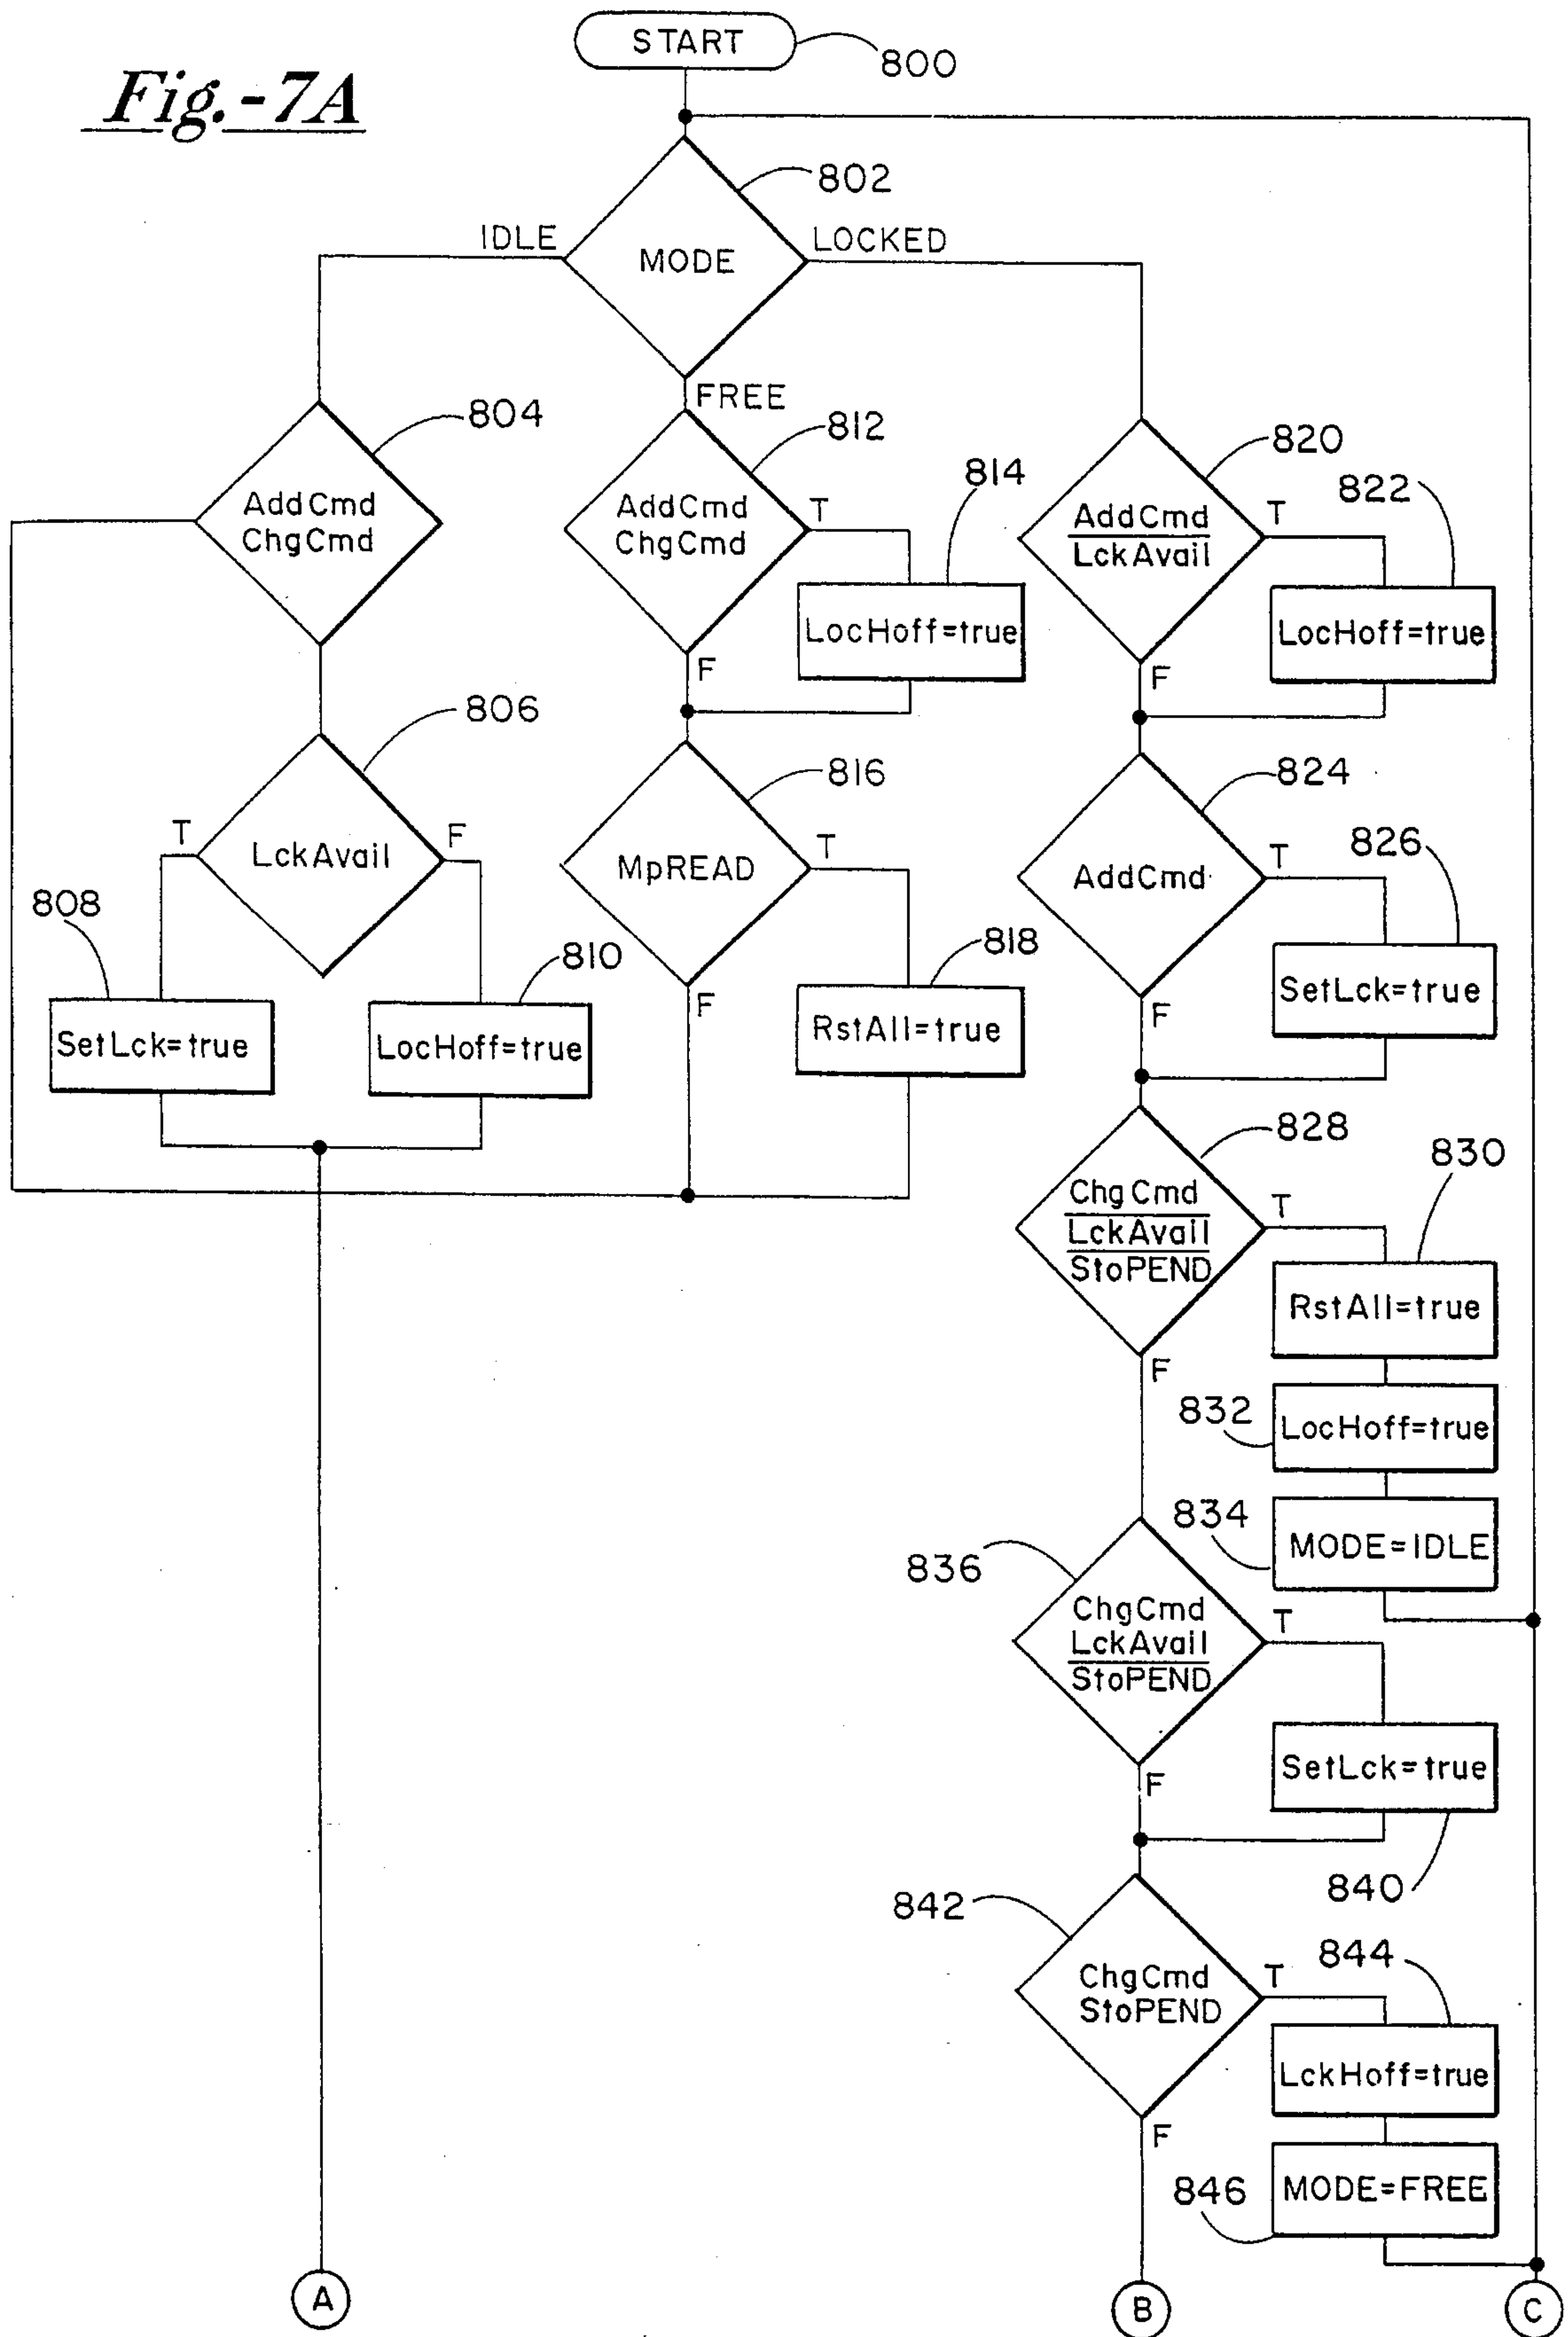 Fig.-7A
START
800
802
IDLE
MODE
LOCKED
FREE
804
AddCmd
ChgCmd
812
AddCmd
ChgCmd
T
F
814
LocHoff=true
820
AddCmd
LckAvail
T
F
822
LocHoff=true
806
LckAvail
T
F
808
SetLck=true
810
LocHoff=true
816
MpREAD
T
F
818
RstAll=true
824
AddCmd
T
F
826
SetLck=true
828
ChgCmd
LckAvail
StoPEND
T
F
830
RstAll=true
832
LocHoff=true
834
MODE=IDLE
836
ChgCmd
LckAvail
StoPEND
T
F
SetLck=true
840
842
ChgCmd
StoPEND
T
F
844
LckHoff=true
846
MODE=FREE
A
B
C